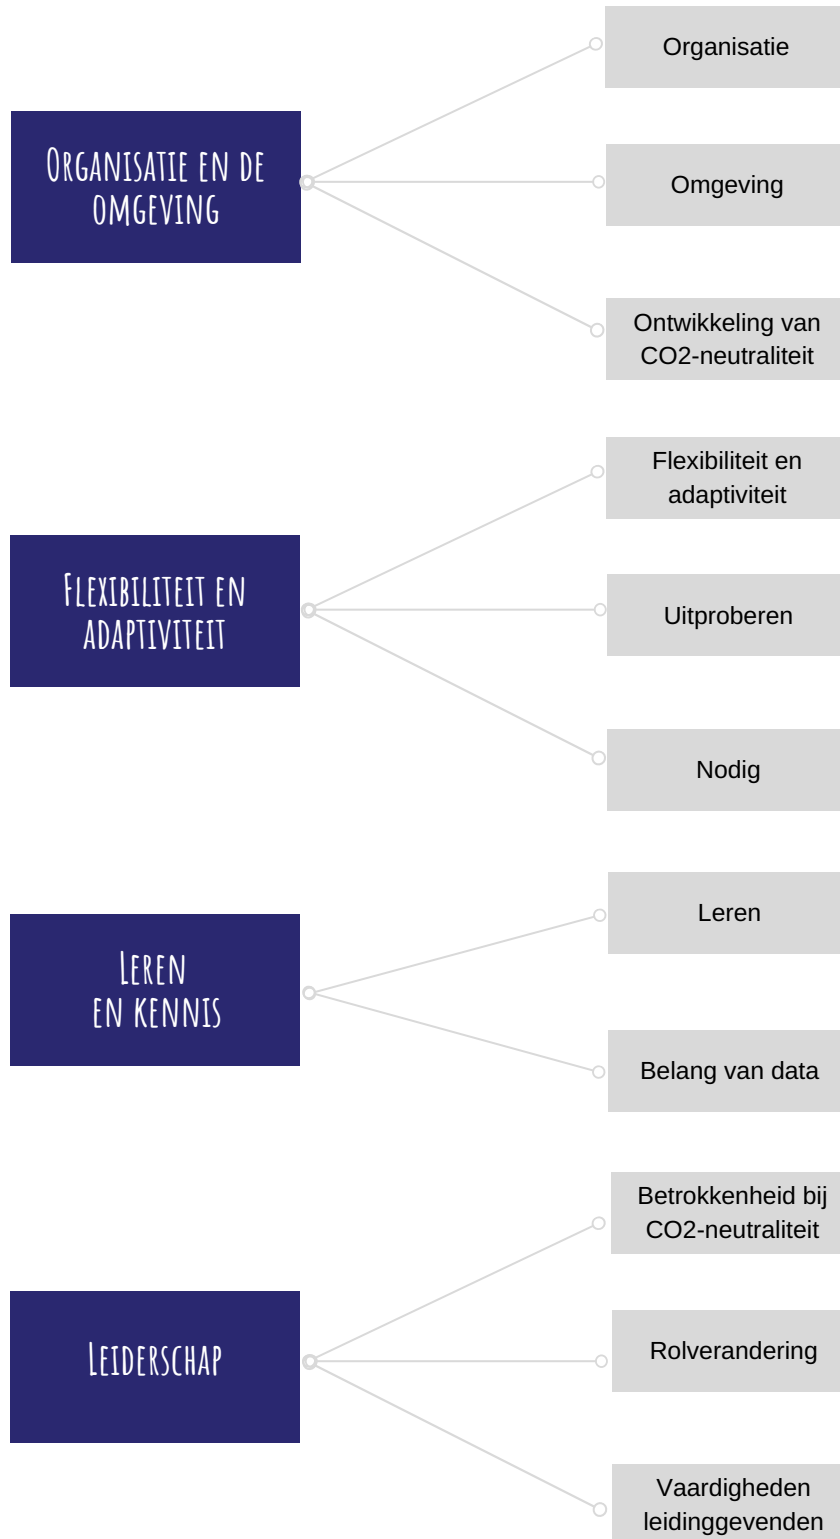 Organisatie
Organisatie en de
omgeving
Omgeving
Ontwikkeling van
CO2-neutraliteit
Flexibiliteit en
adaptiviteit
Flexibiliteit en
adaptiviteit
Uitproberen
Nodig
Leren
Leren
en kennis
Belang van data
Betrokkenheid bij
CO2-neutraliteit
Leiderschap
Rolverandering
Vaardigheden
leidinggevenden